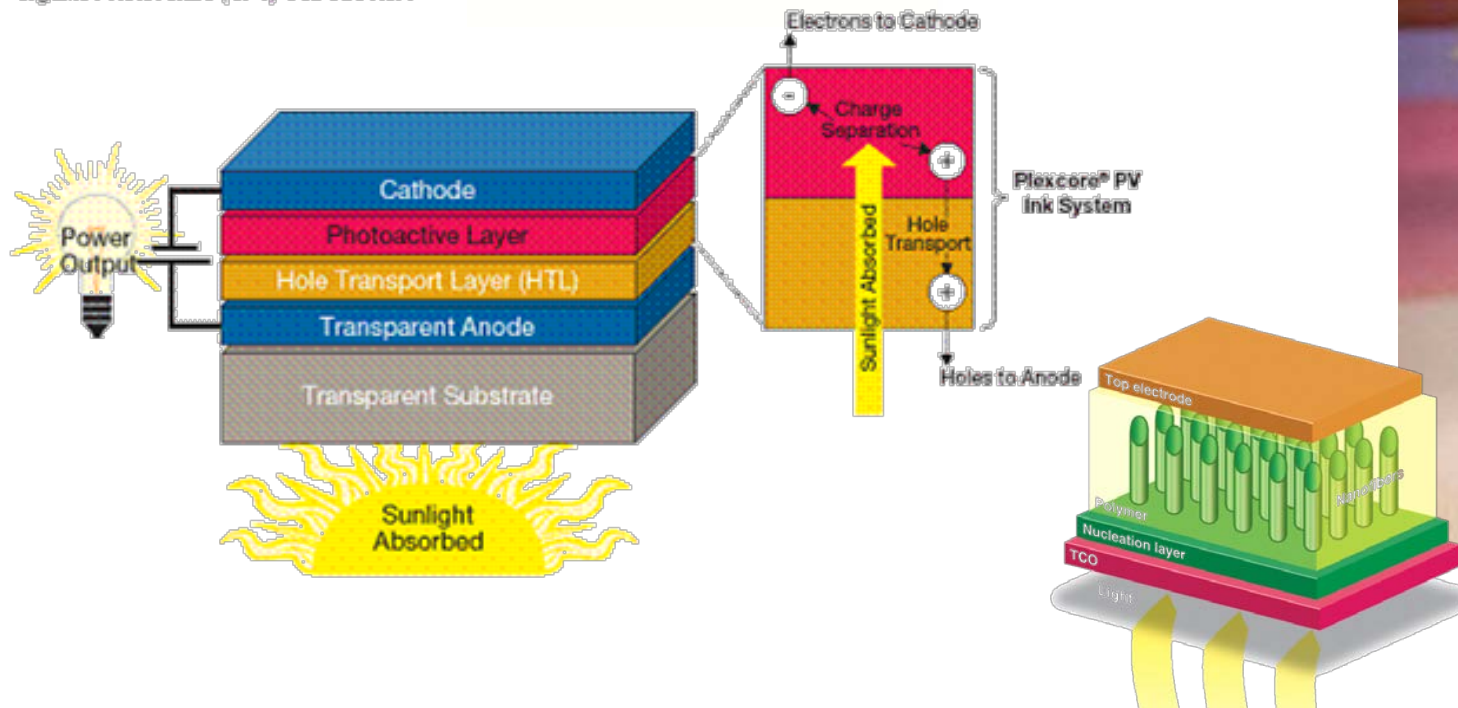 Electrons to Cathode
Charge
Separation
Cathode
Photoactive Layer
Hole Transport Layer (HTL)
Transparent Anode
Transparent Substrate
Power
Output
Sunlight
Absorbed
Sunlight Absorbed
Hole
Transport
Holes to Anode
Plexcore® PV
Ink System
Top electrode
Nanofibers
Polymer
Nucleation layer
TCO
Light